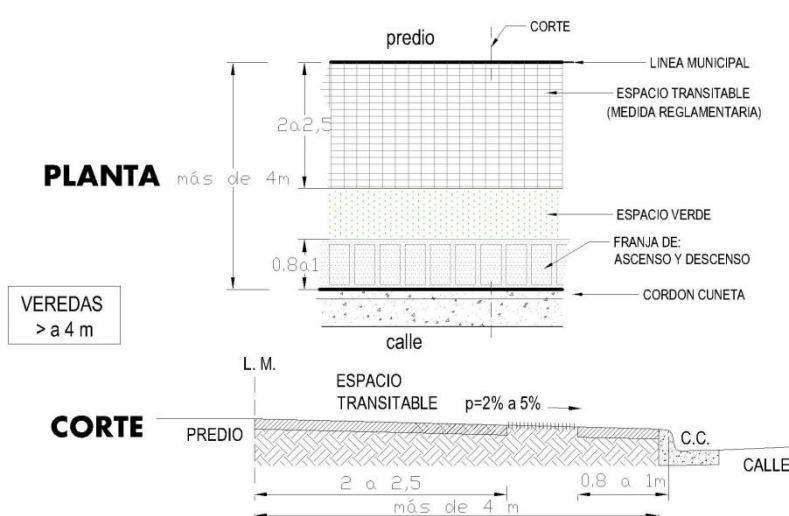 predio
CORTE
LINEA MUNICIPAL
ESPACIO TRANSITABLE
(MEDIDA REGLAMENTARIA)
2a2,5
PLANTA
más de 4m
ESPACIO VERDE
FRANJA DE:
ASCENSO Y DESCENSO
0.8a1
CORDON CUNETA
VEREDAS
> a 4 m
calle
L. M.
ESPACIO
TRANSITABLE
p=2% a 5%
CORTE
PREDIO
C.C.
CALLE
2 a 2,5
0,8 a 1m
más de 4 m